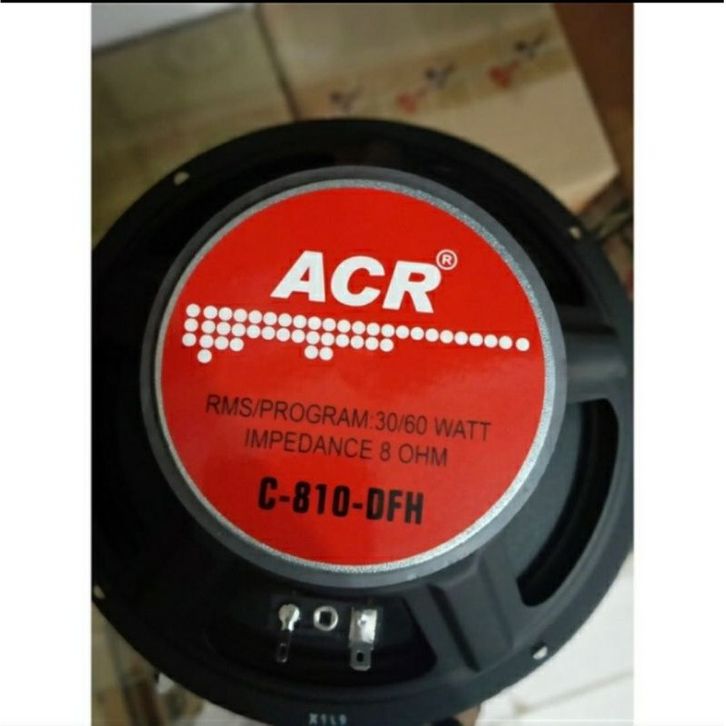 ACR®
RMS/PROGRAM:30/60 WATT
IMPEDANCE 8 OHM
C-810-DFH